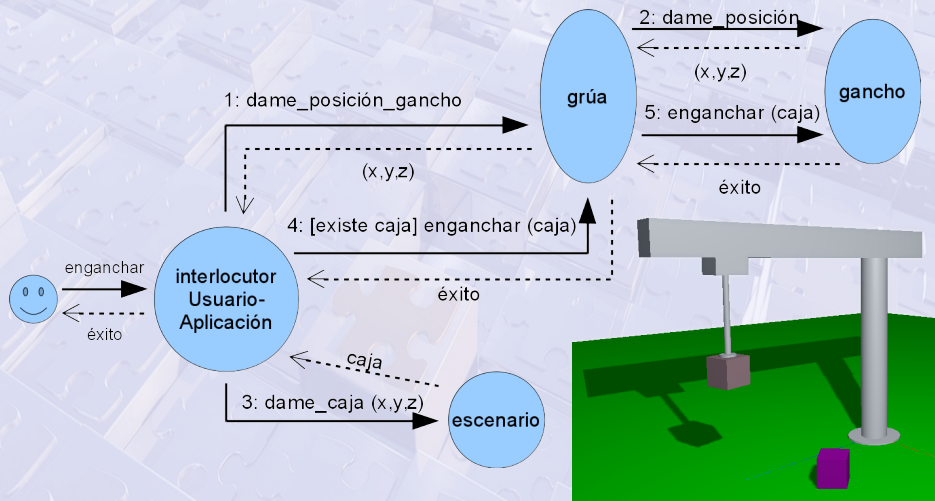 2: dame_posición
(x,y,z)
grúa
gancho
1: dame_posición_gancho
5: enganchar (caja)
(x,y,z)
éxito
4: [existe caja] enganchar (caja)
enganchar
interlocutor
Usuario-
Aplicación
éxito
éxito
caja
3: dame_caja (x,y,z)
escenario